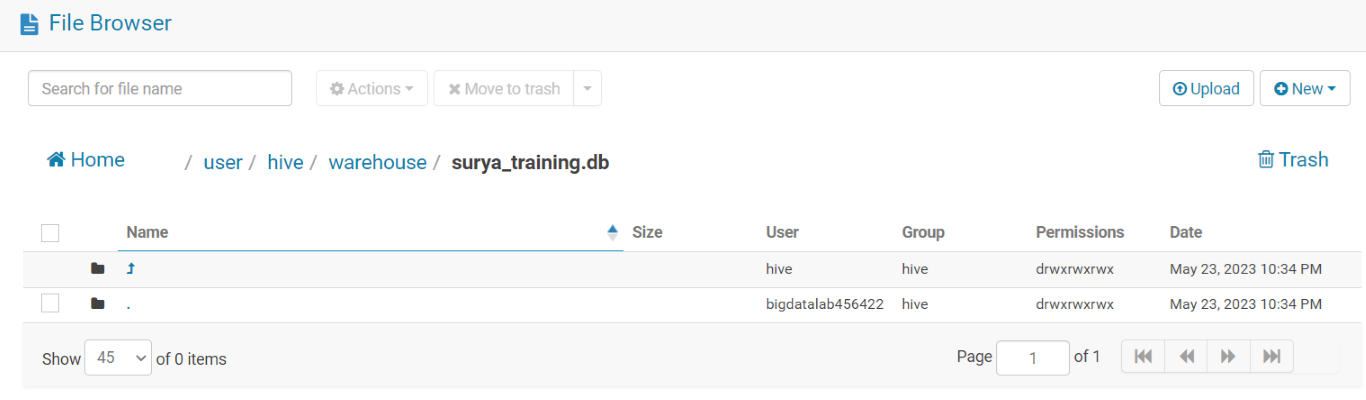 File Browser
Search for file name Actions Move to trash Upload New
Home / user / hive / warehouse / surya_training.db Trash
Name Size User Group Permissions Date
hive hive drwxrwxrwx May 23, 2023 10:34 PM
. bigdatalab456422 hive drwxrwxrwx May 23, 2023 10:34 PM
Show 45 of 0 items Page 1 of 1